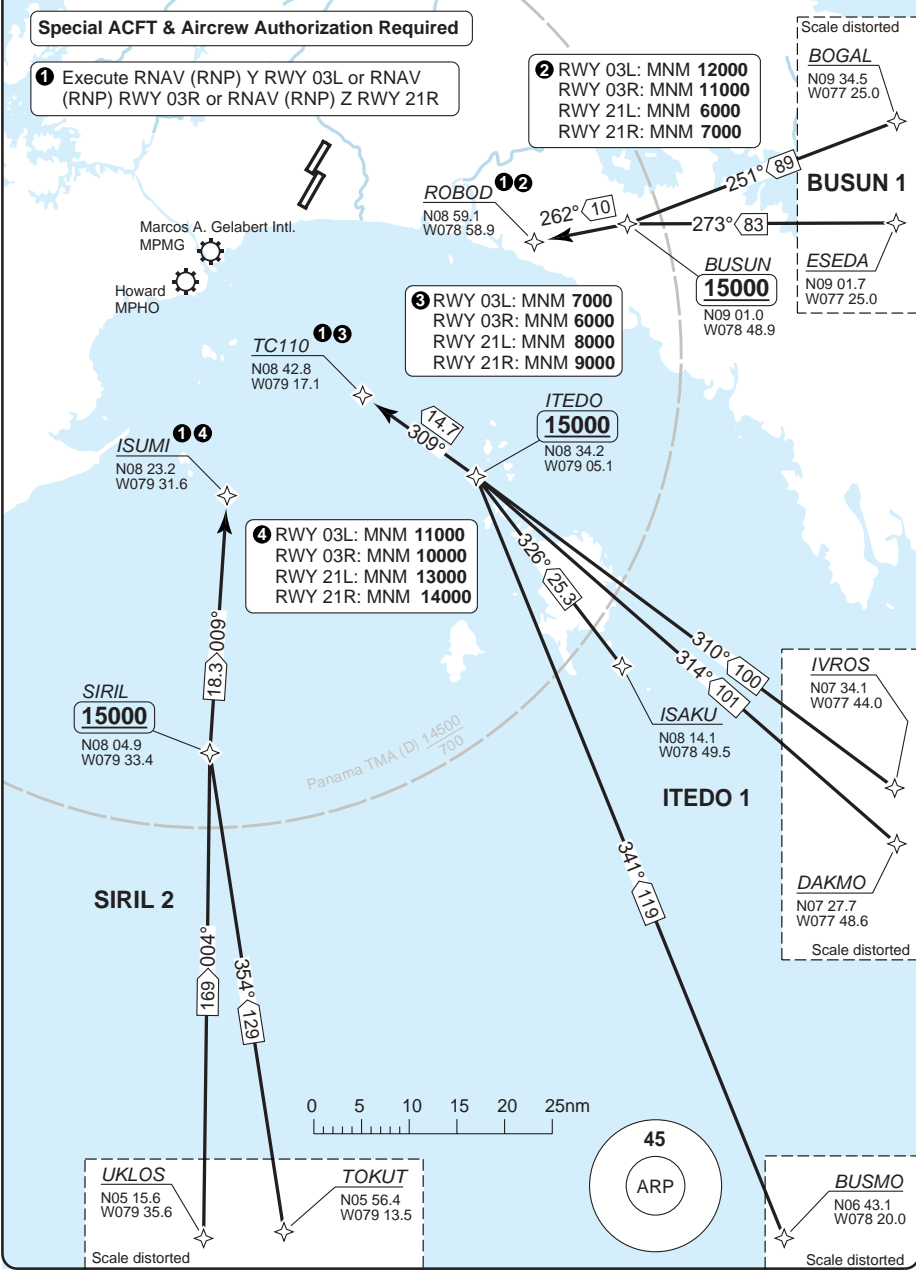 Special ACFT & Aircrew Authorization Required
1 Execute RNAV (RNP) Y RWY 03L or RNAV
(RNP) RWY 03R or RNAV (RNP) Z RWY 21R
2 RWY 03L: MNM 12000
RWY 03R: MNM 11000
RWY 21L: MNM 6000
RWY 21R: MNM 7000
Scale distorted
BOGAL
N09 34.5
W077 25.0
251° 89
BUSUN 1
ROBOD 1 2
N08 59.1
W078 58.9
262° 10
273° 83
BUSUN
15000
N09 01.0
W078 48.9
ESEDA
N09 01.7
W077 25.0
Marcos A. Gelabert Intl.
MPMG
Howard
MPHO
3 RWY 03L: MNM 7000
RWY 03R: MNM 6000
RWY 21L: MNM 8000
RWY 21R: MNM 9000
TC110 1 3
N08 42.8
W079 17.1
14.7
309°
ITEDO
15000
N08 34.2
W079 05.1
ISUMI 1 4
N08 23.2
W079 31.6
4 RWY 03L: MNM 11000
RWY 03R: MNM 10000
RWY 21L: MNM 13000
RWY 21R: MNM 14000
326° 25.3
18.3 009°
310° 100
314° 101
IVROS
N07 34.1
W077 44.0
SIRIL
15000
N08 04.9
W079 33.4
ISAKU
N08 14.1
W078 49.5
Panama TMA (D) 14500
700
ITEDO 1
341° 119
DAKMO
N07 27.7
W077 48.6
Scale distorted
SIRIL 2
169 004°
354° 129
0 5 10 15 20 25nm
45
ARP
UKLOS
N05 15.6
W079 35.6
TOKUT
N05 56.4
W079 13.5
Scale distorted
BUSMO
N06 43.1
W078 20.0
Scale distorted